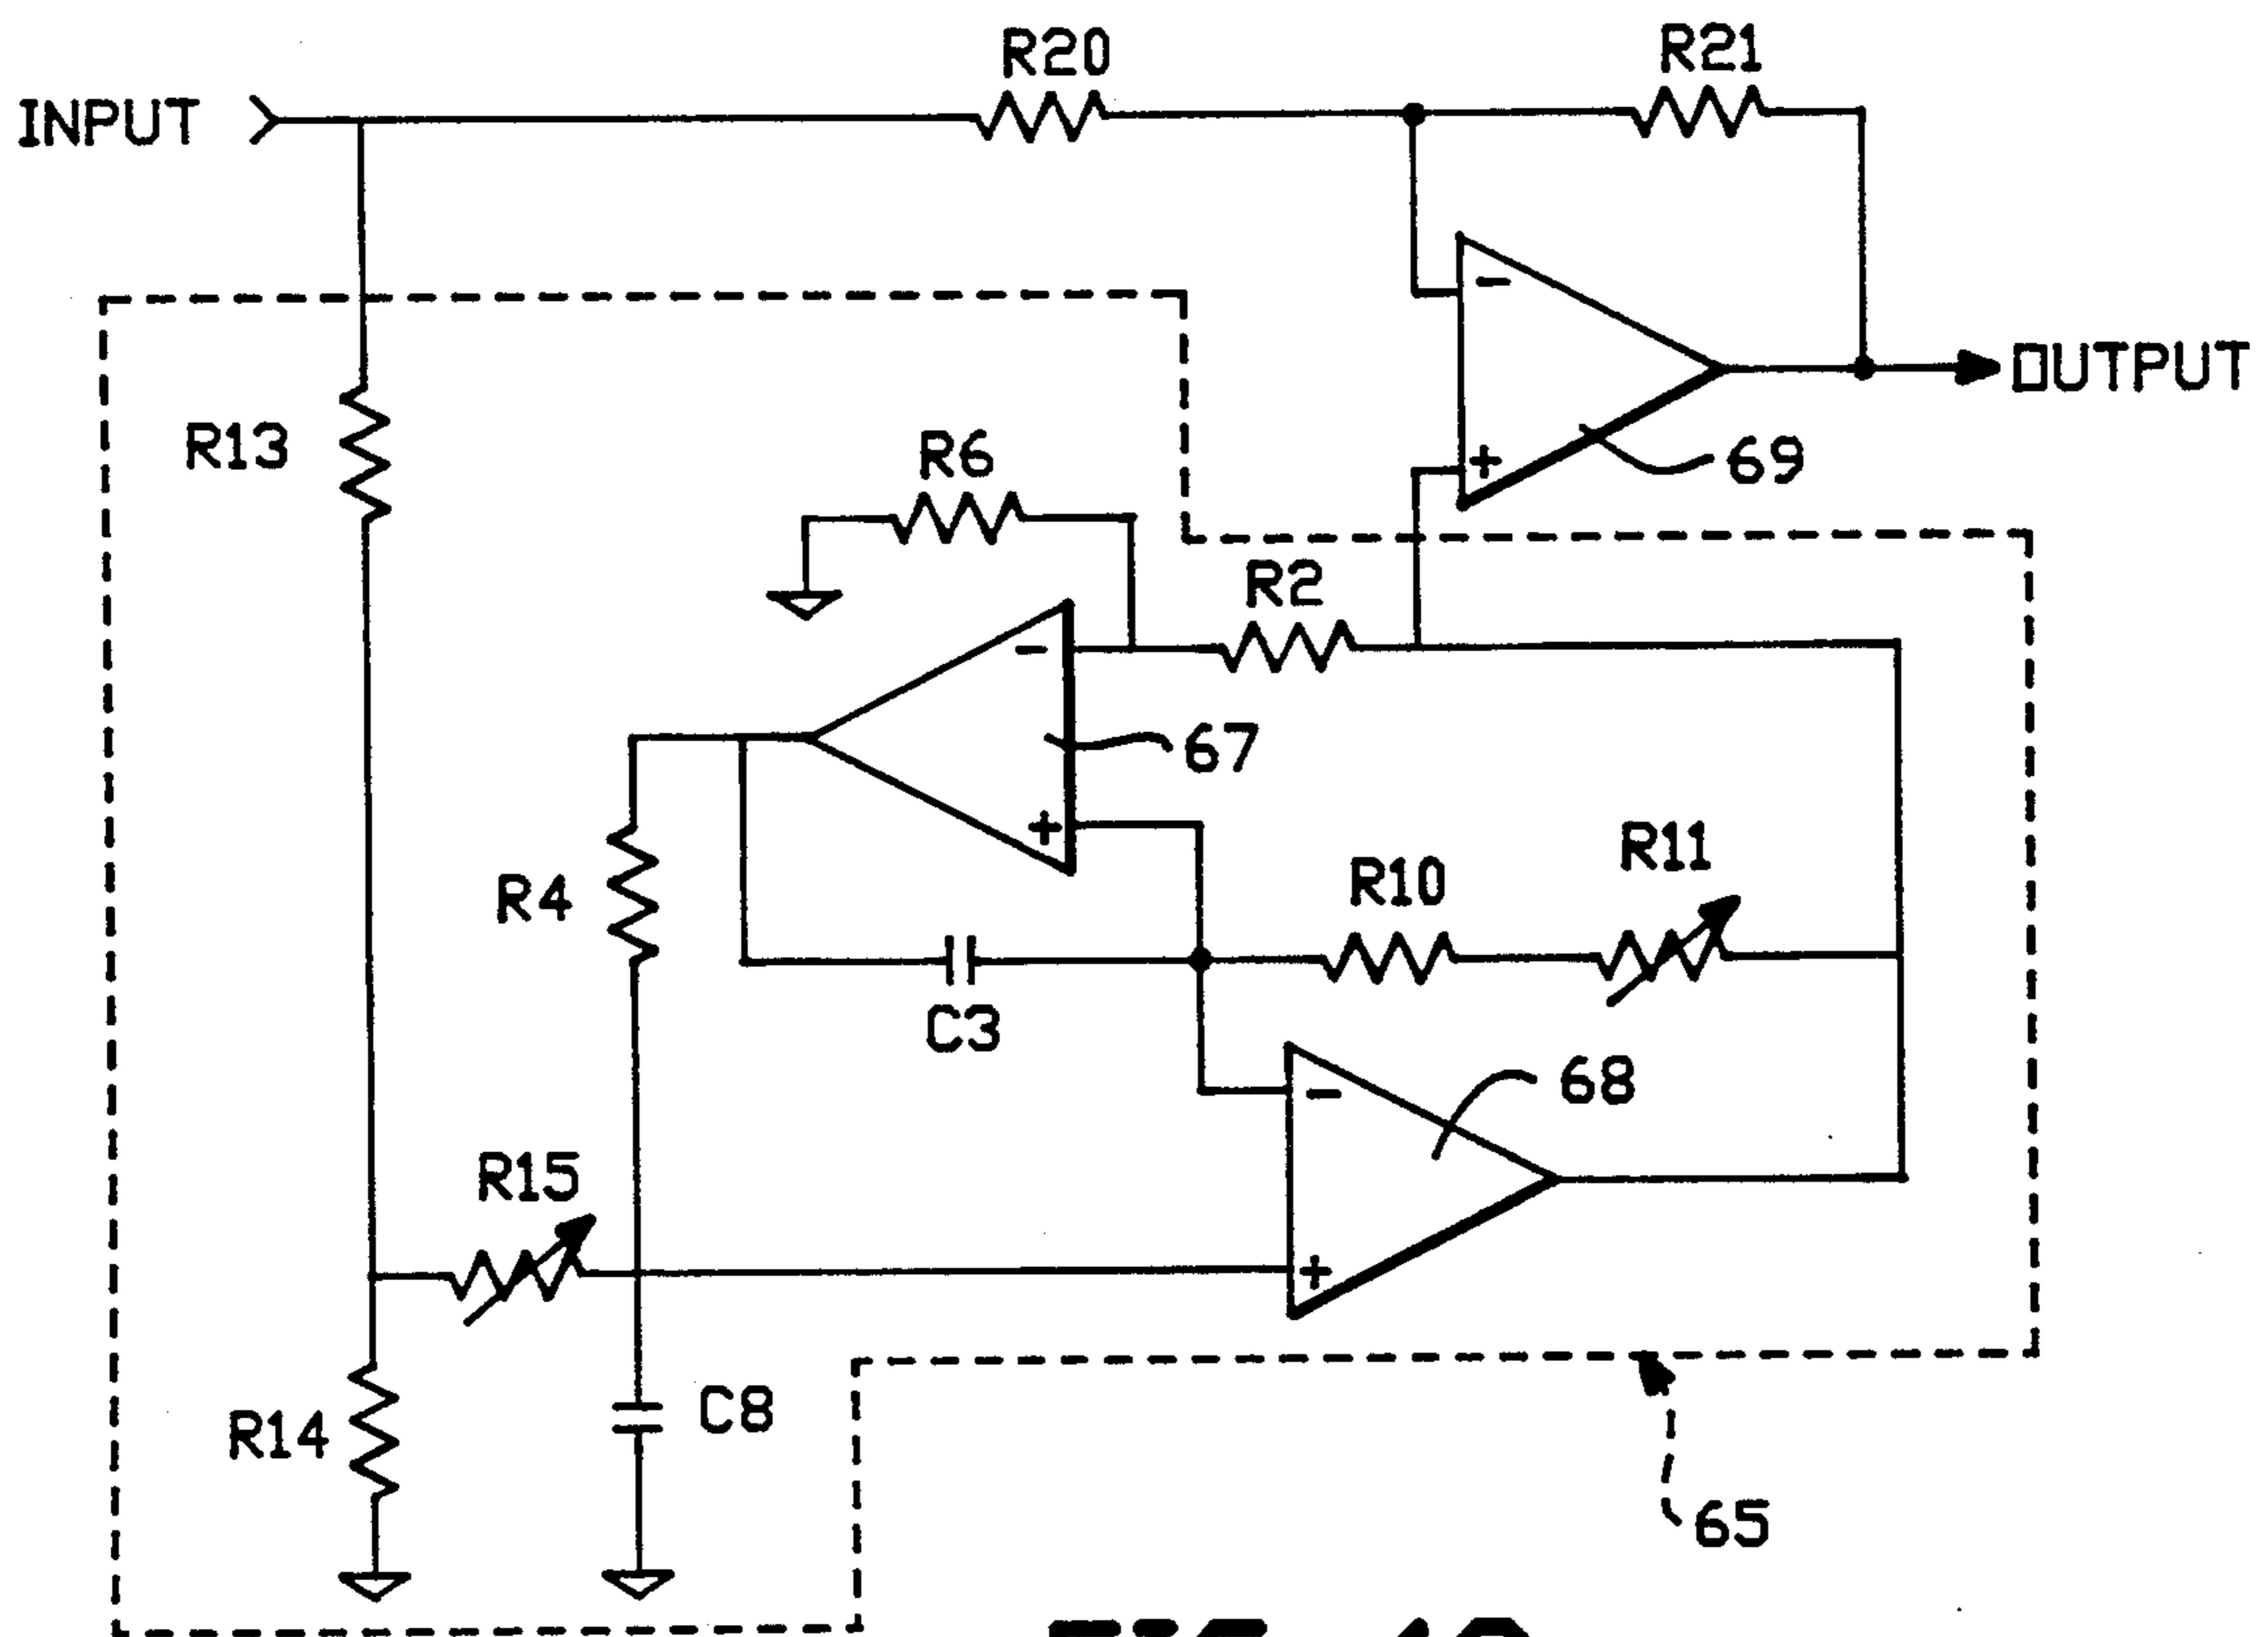 R20
R21
INPUT
OUTPUT
R13
R6
69
R2
67
R4
R10
R11
C3
68
R15
C8
R14
65